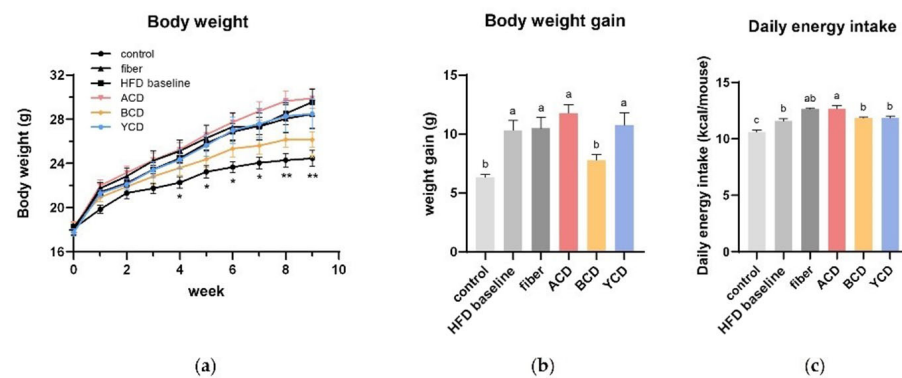 Body weight
control
fiber
HFD baseline
ACD
BCD
YCD
Body weight (g)
32
28
24
20
16
* * * * ** **
0 2 4 6 8 10
week
(a)
Body weight gain
weight gain (g)
15
10
5
0
b a a a b a
control HFD baseline fiber ACD BCD YCD
(b)
Daily energy intake
Daily energy intake (kcal/mouse)
15
10
5
0
c b ab a b b
control HFD baseline fiber ACD BCD YCD
(c)